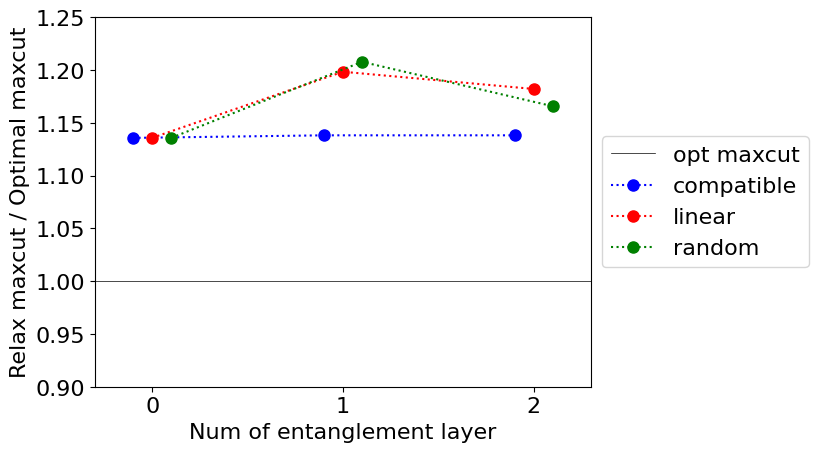 Relax maxcut / Optimal maxcut
1.25
1.20
1.15
1.10
1.05
1.00
0.95
0.90
0
1
2
Num of entanglement layer
opt maxcut
compatible
linear
random